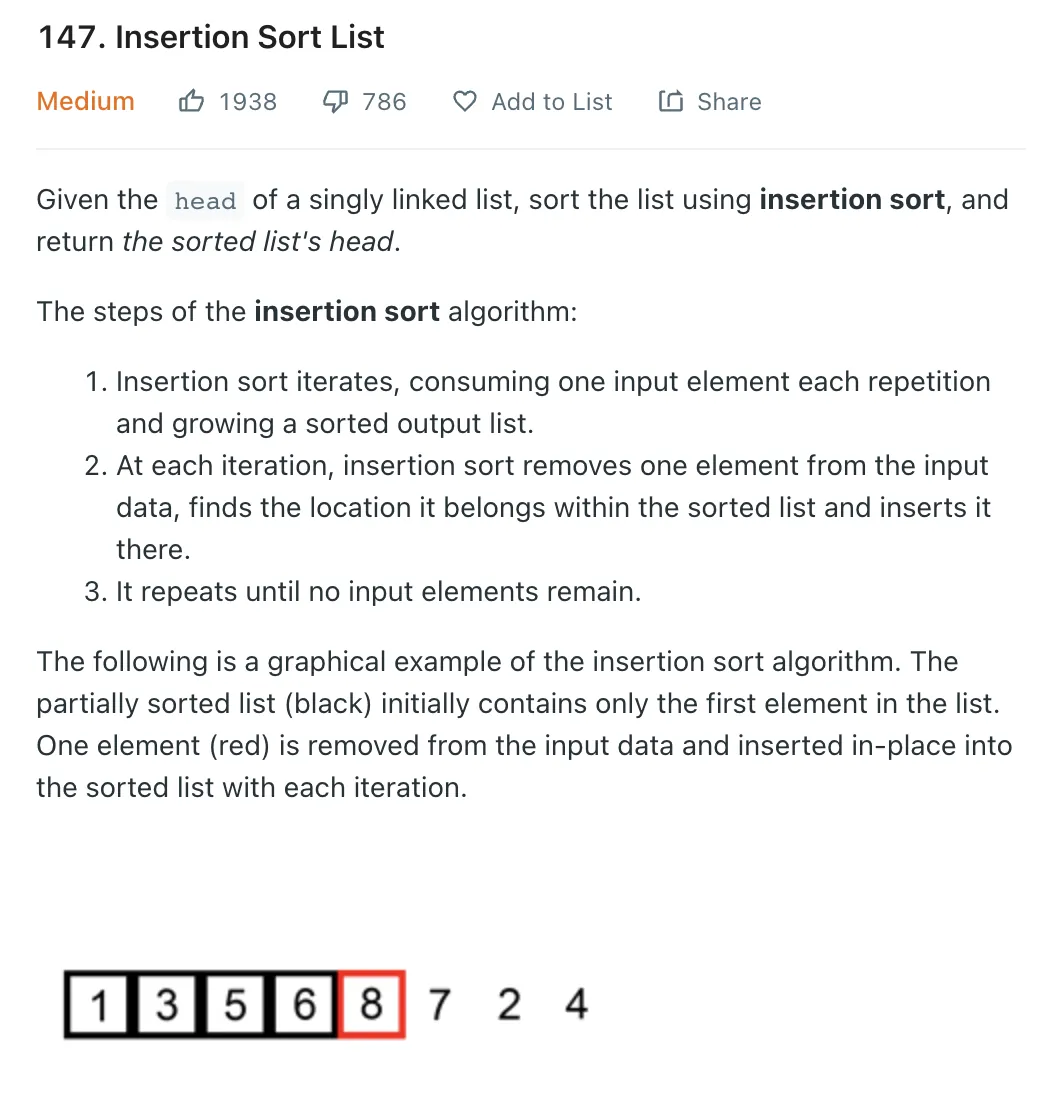 147. Insertion Sort List
Medium 1938 786 Add to List Share
Given the head of a singly linked list, sort the list using insertion sort, and
return the sorted list's head.
The steps of the insertion sort algorithm:
1. Insertion sort iterates, consuming one input element each repetition
and growing a sorted output list.
2. At each iteration, insertion sort removes one element from the input
data, finds the location it belongs within the sorted list and inserts it
there.
3. It repeats until no input elements remain.
The following is a graphical example of the insertion sort algorithm. The
partially sorted list (black) initially contains only the first element in the list.
One element (red) is removed from the input data and inserted in-place into
the sorted list with each iteration.
1 3 5 6 8 7 2 4